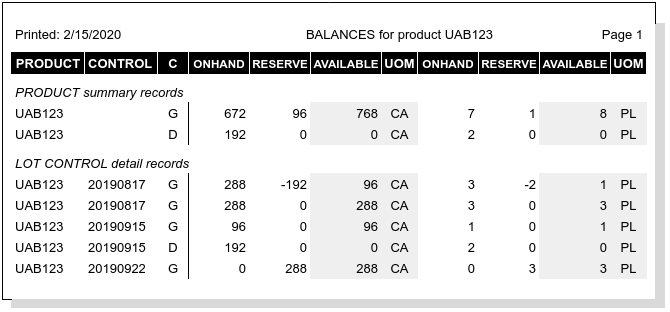 Printed: 2/15/2020 BALANCES for product UAB123 Page 1
PRODUCT CONTROL C ONHAND RESERVE AVAILABLE UOM ONHAND RESERVE AVAILABLE UOM
PRODUCT summary records
UAB123 G 672 96 768 CA 7 1 8 PL
UAB123 D 192 0 0 CA 2 0 0 PL
LOT CONTROL detail records
UAB123 20190817 G 288 -192 96 CA 3 -2 1 PL
UAB123 20190817 G 288 0 288 CA 3 0 3 PL
UAB123 20190915 G 96 0 96 CA 1 0 1 PL
UAB123 20190915 D 192 0 0 CA 2 0 0 PL
UAB123 20190922 G 0 288 288 CA 0 3 3 PL